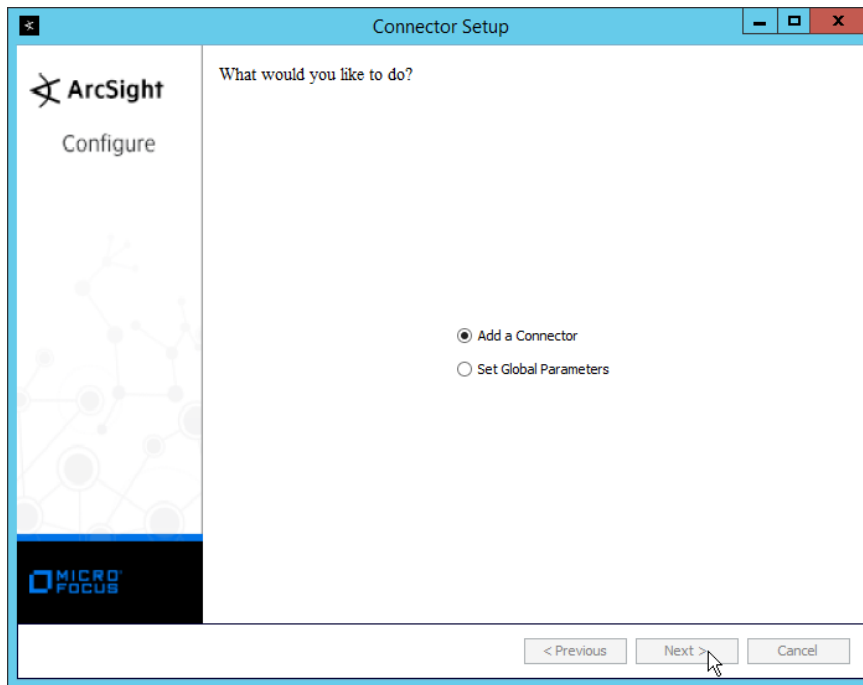 Connector Setup
ArcSight
Configure
What would you like to do?
Add a Connector
Set Global Parameters
MICRO
FOCUS
< Previous
Next >
Cancel